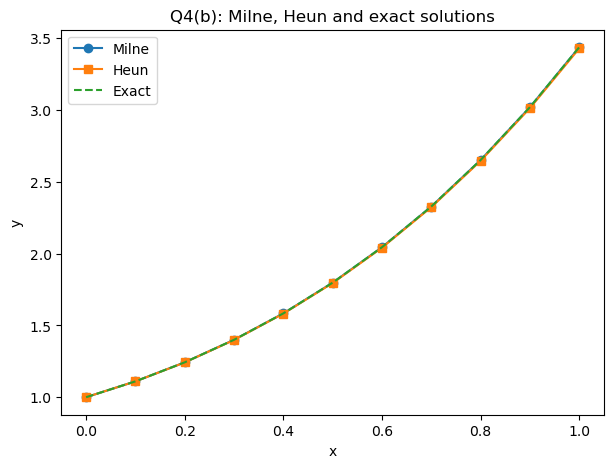 Q4(b): Milne, Heun and exact solutions
Milne
Heun
Exact
3.5
3.0
2.5
2.0
1.5
1.0
y
0.0 0.2 0.4 0.6 0.8 1.0
x